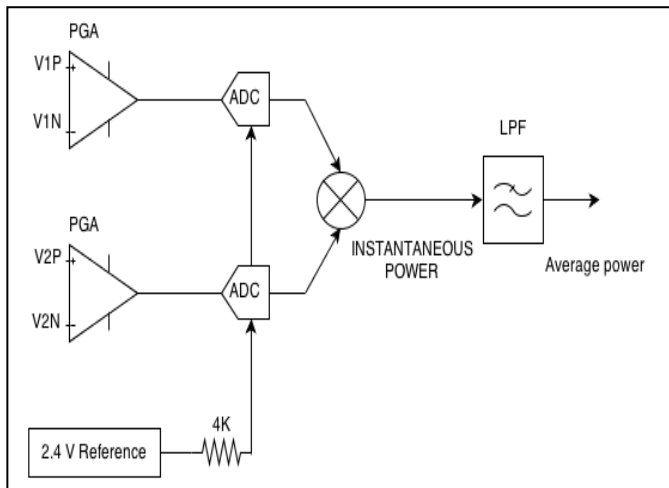 PGA
V1P
V1N
ADC
LPF
PGA
V2P
V2N
ADC
INSTANTANEOUS
POWER
Average power
4K
2.4 V Reference